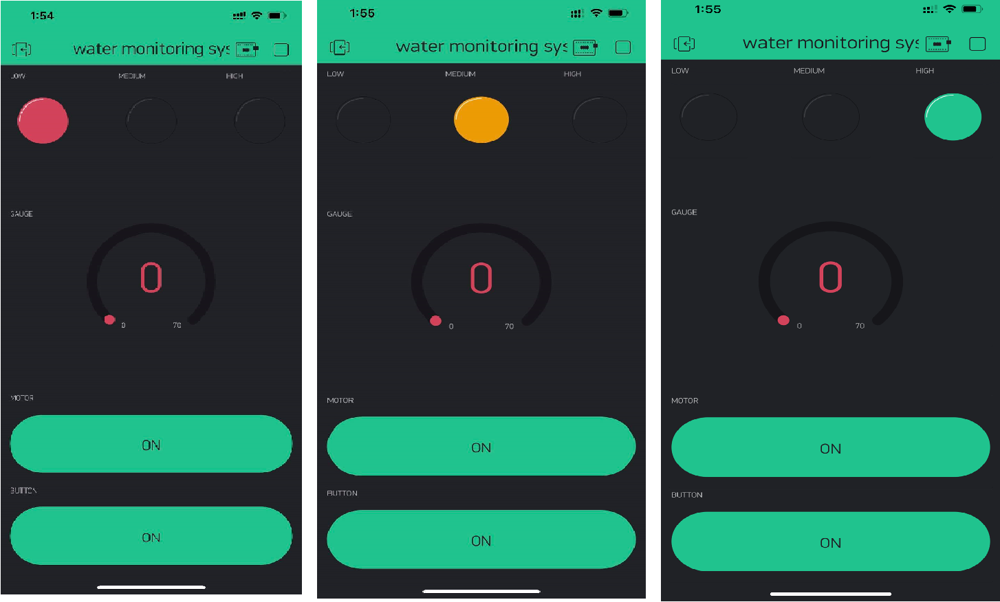 1:54
water monitoring sys
LOW MEDIUM HIGH
GAUGE
0
0 70
MOTOR
ON
BUTTON
ON
1:55
water monitoring sys
LOW MEDIUM HIGH
GAUGE
0
0 70
MOTOR
ON
BUTTON
ON
1:55
water monitoring sys
LOW MEDIUM HIGH
GAUGE
0
0 70
MOTOR
ON
BUTTON
ON